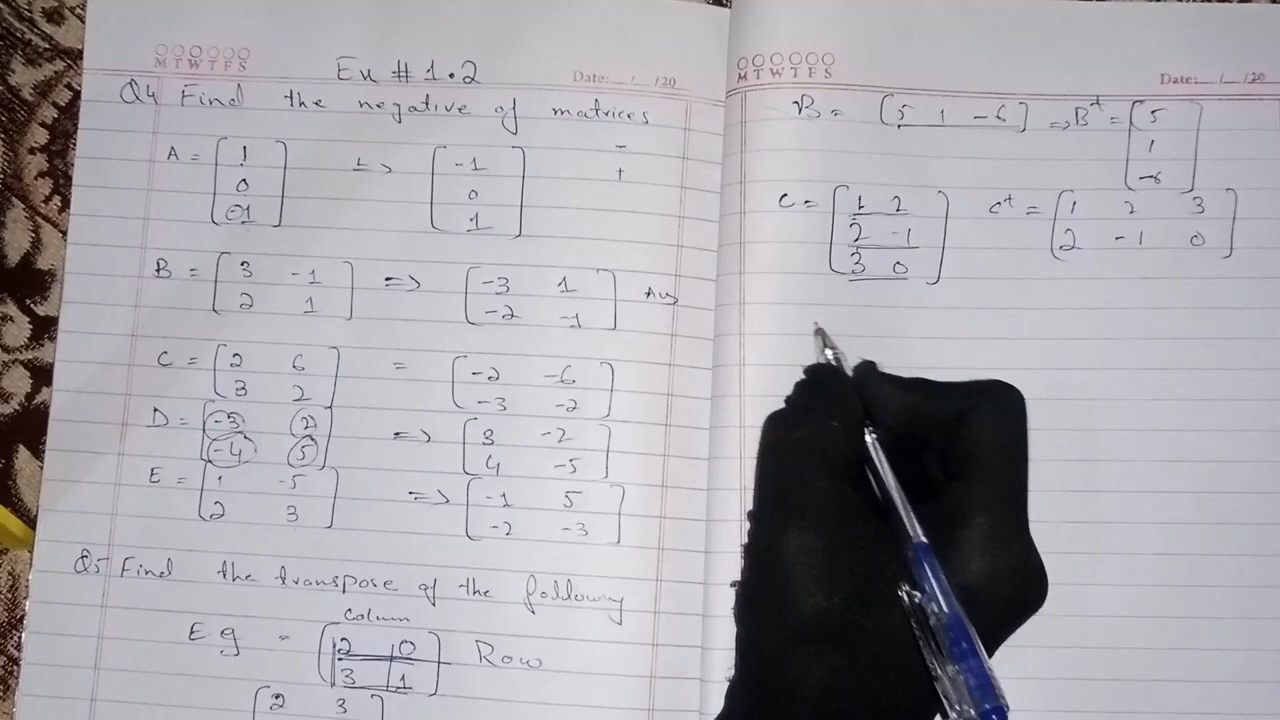 MTWTFS
Ex # 1.2
Date: / /20
Q4 Find the negative of matrices
A = [ 1 => [ -1 -
0 0 +
01 ] 1 ]
B = [ 3 -1 => [ -3 1 Ans
2 1 ] -2 -1 ]
C = [ 2 6 = [ -2 -6
3 2 ] -3 -2 ]
D = [ -3 2 => [ 3 -2
-4 5 ] 4 -5 ]
E = [ 1 -5 => [ -1 5
2 3 ] -2 -3 ]
Q5 Find the transpose of the following
Column
Eg = [ 2 0 Row
3 1 ]
[ 2 3 ]
MTWTFS
Date: / /20
B = [ 5 1 -6 ] => B^t = [ 5
1
-6 ]
C = [ 1 2 C^t = [ 1 2 3
2 -1 2 -1 0 ]
3 0 ]